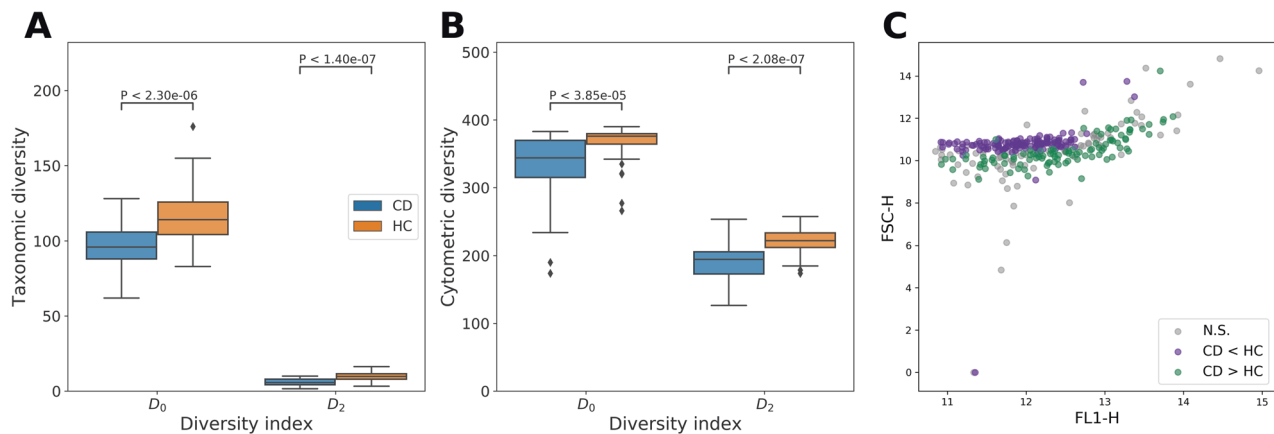 A
Taxonomic diversity
200
150
100
50
0
P < 2.30e-06
P < 1.40e-07
CD
HC
D0
D2
Diversity index
B
Cytometric diversity
500
400
300
200
100
0
P < 3.85e-05
P < 2.08e-07
D0
D2
Diversity index
C
FSC-H
14
12
10
8
6
4
2
0
N.S.
CD < HC
CD > HC
11
12
13
14
15
FL1-H